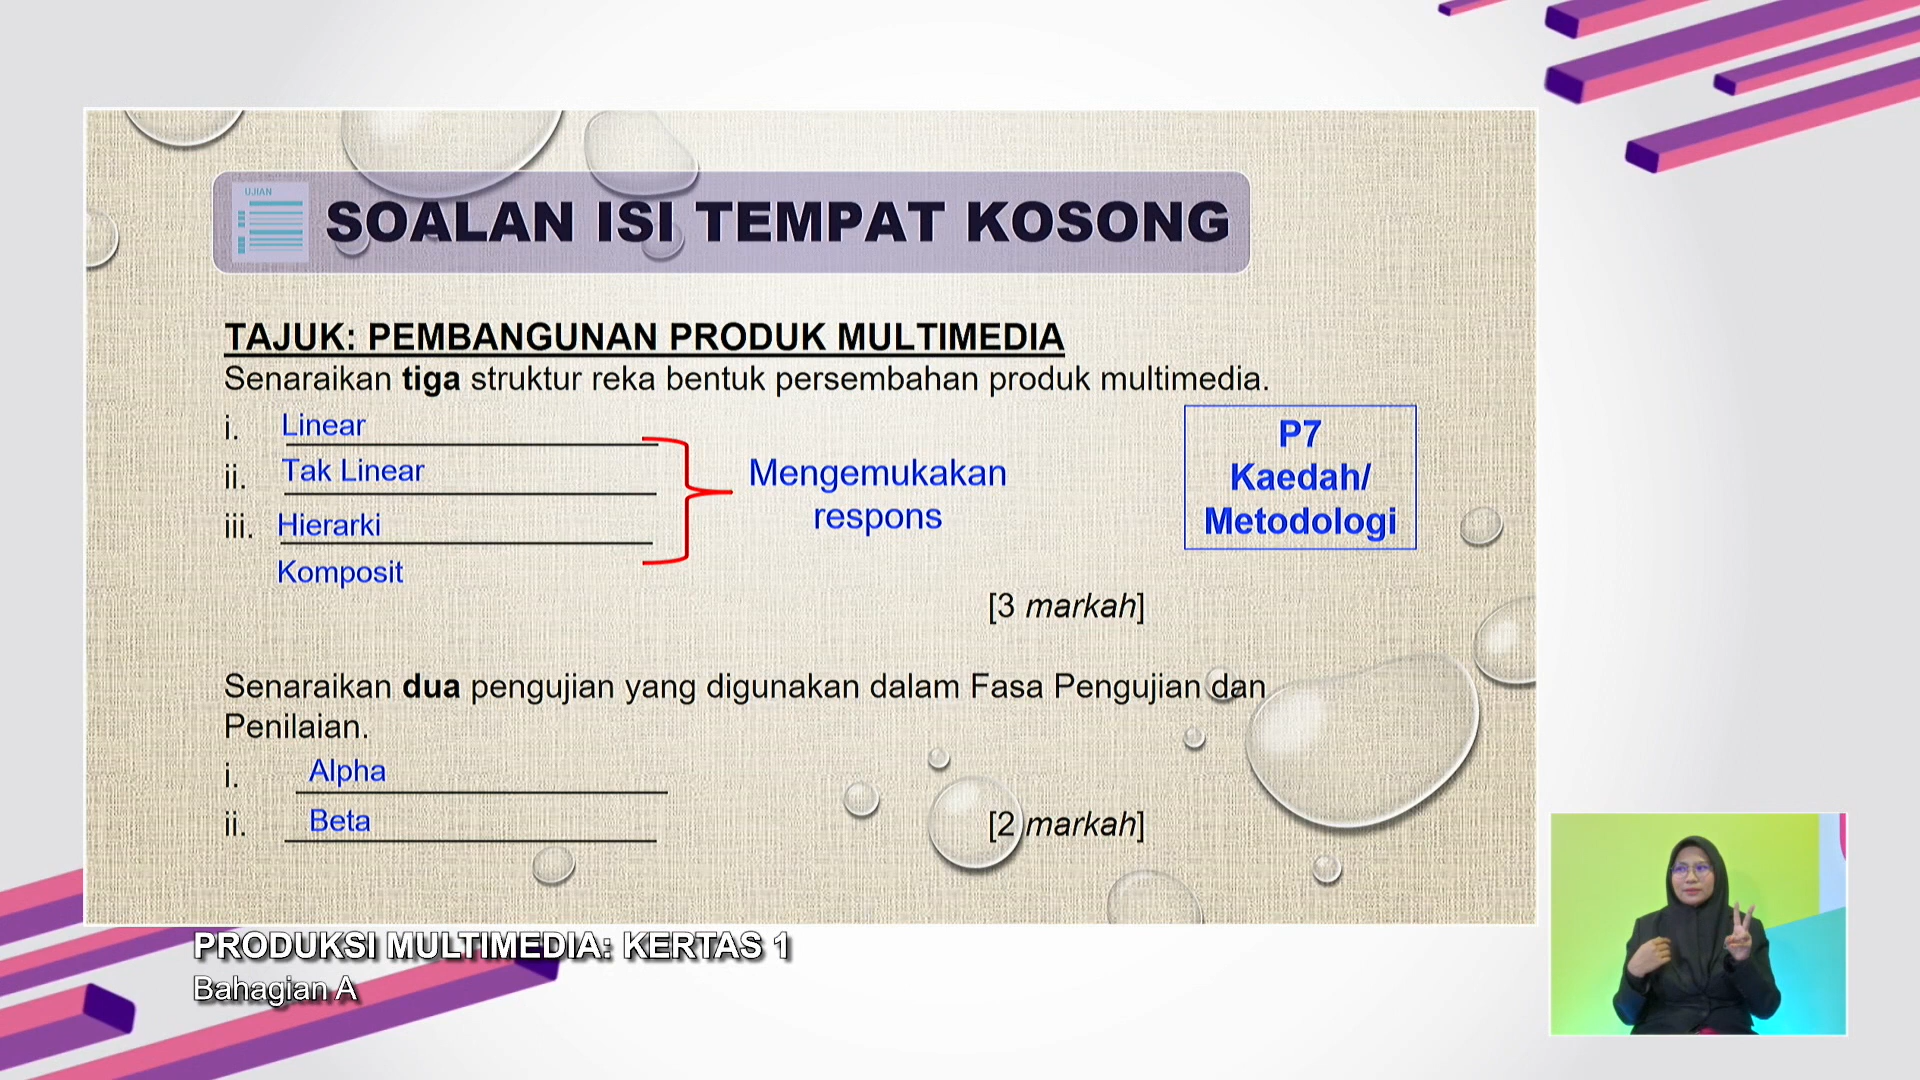 UJIAN
SOALAN ISI TEMPAT KOSONG
TAJUK: PEMBANGUNAN PRODUK MULTIMEDIA
Senaraikan tiga struktur reka bentuk persembahan produk multimedia.
i. Linear
ii. Tak Linear
iii. Hierarki
Komposit
Mengemukakan
respons
P7
Kaedah/
Metodologi
[3 markah]
Senaraikan dua pengujian yang digunakan dalam Fasa Pengujian dan
Penilaian.
i. Alpha
ii. Beta
[2 markah]
PRODUKSI MULTIMEDIA: KERTAS 1
Bahagian A